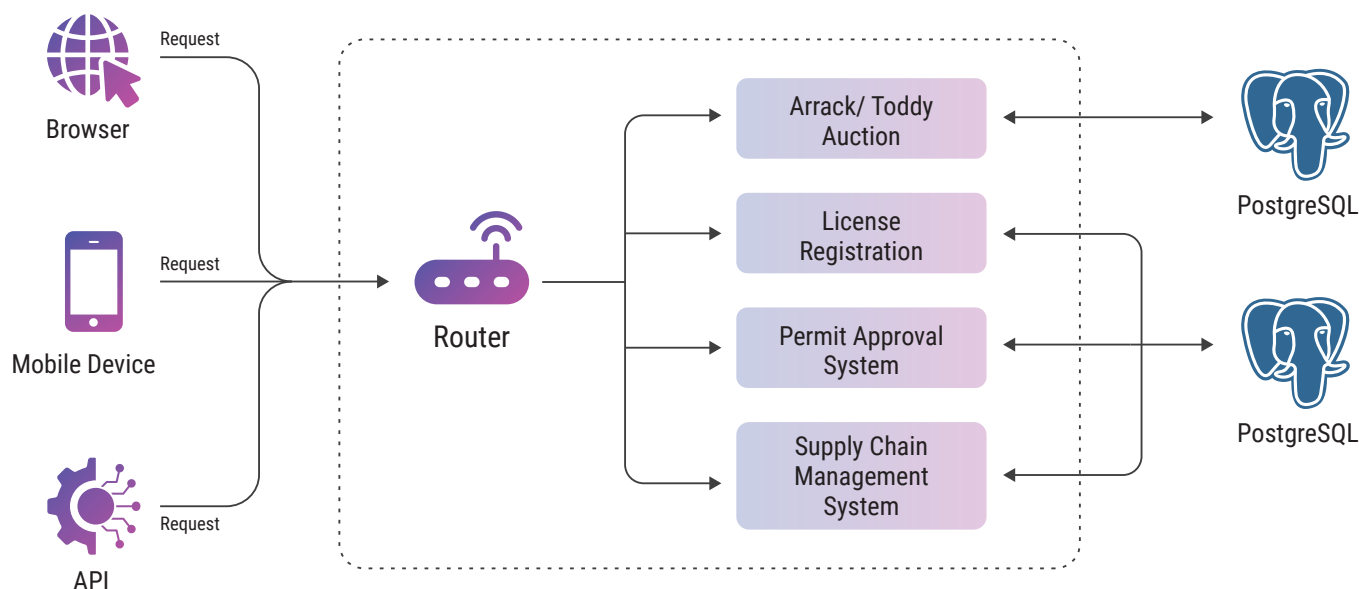 Request
Browser
Request
Mobile Device
Request
API
Router
Arrack/ Toddy
Auction
License
Registration
Permit Approval
System
Supply Chain
Management
System
PostgreSQL
PostgreSQL